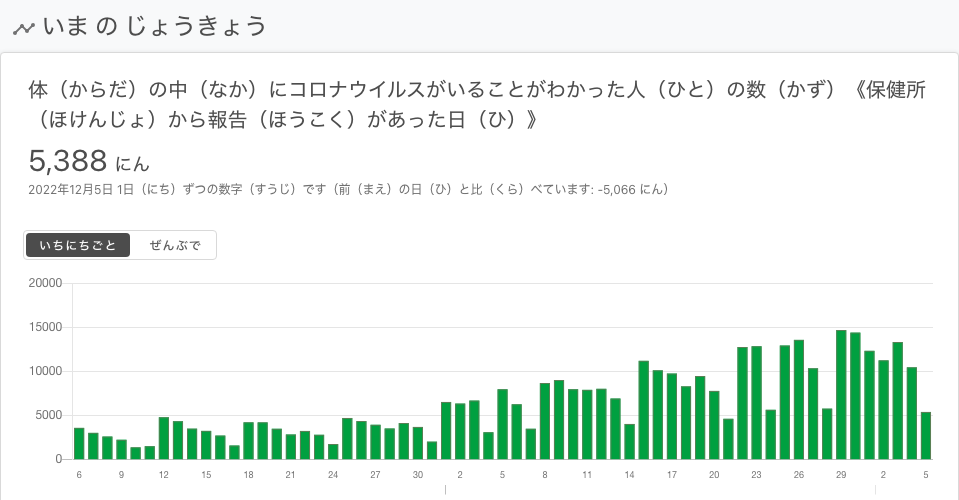 いまのじょうきょう
体（からだ）の中（なか）にコロナウイルスがいることがわかった人（ひと）の数（かず）《保健所
（ほけんじょ）から報告（ほうこく）があった日（ひ）》
5,388 にん
2022年12月5日 1日（にち）ずつの数字（すうじ）です（前（まえ）の日（ひ）と比（くら）べています: -5,066 にん）
いちにちごと ぜんぶで
20000
15000
10000
5000
0
6 9 12 15 18 21 24 27 30 2 5 8 11 14 17 20 23 26 29 2 5